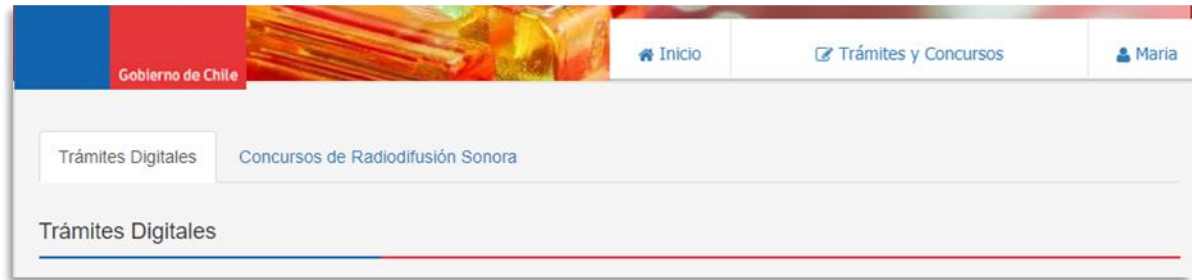 Gobierno de Chile
Inicio
Trámites y Concursos
Maria
Trámites Digitales
Concursos de Radiodifusión Sonora
Trámites Digitales